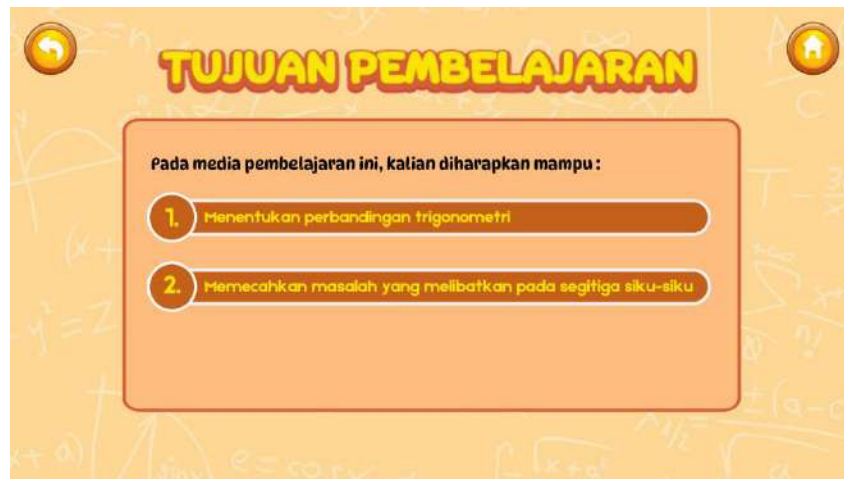 TUJUAN PEMBELAJARAN
Pada media pembelajaran ini, kalian diharapkan mampu :
1. Menentukan perbandingan trigonometri
2. Memecahkan masalah yang melibatkan pada segitiga siku-siku